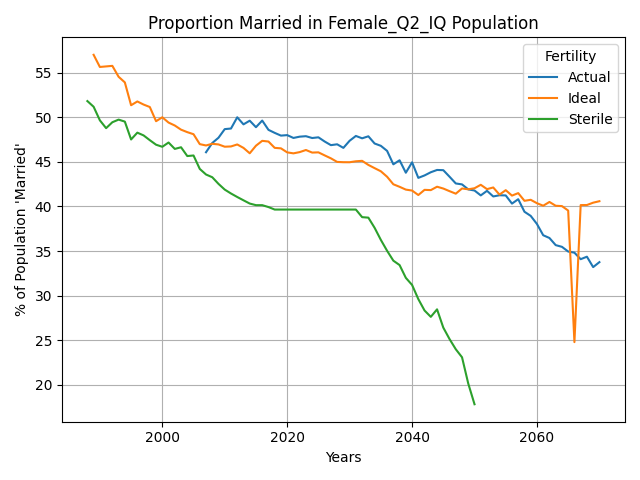 Proportion Married in Female_Q2_IQ Population
% of Population 'Married'
55
50
45
40
35
30
25
20
Fertility
Actual
Ideal
Sterile
2000 2020 2040 2060
Years